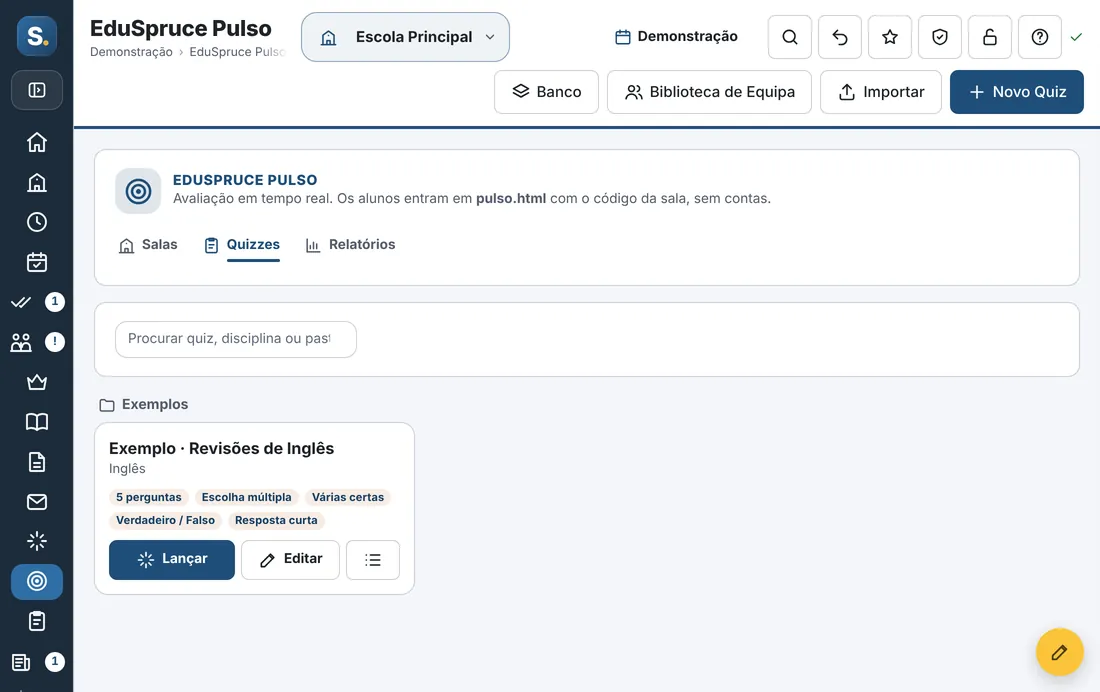 S.
EduSpruce Pulso
Demonstração › EduSpruce Pulso
Escola Principal
Demonstração
Banco
Biblioteca de Equipa
Importar
Novo Quiz
1
!
1
EDUSPRUCE PULSO
Avaliação em tempo real. Os alunos entram em pulso.html com o código da sala, sem contas.
Salas
Quizzes
Relatórios
Procurar quiz, disciplina ou past
Exemplos
Exemplo · Revisões de Inglês
Inglês
5 perguntas
Escolha múltipla
Várias certas
Verdadeiro / Falso
Resposta curta
Lançar
Editar